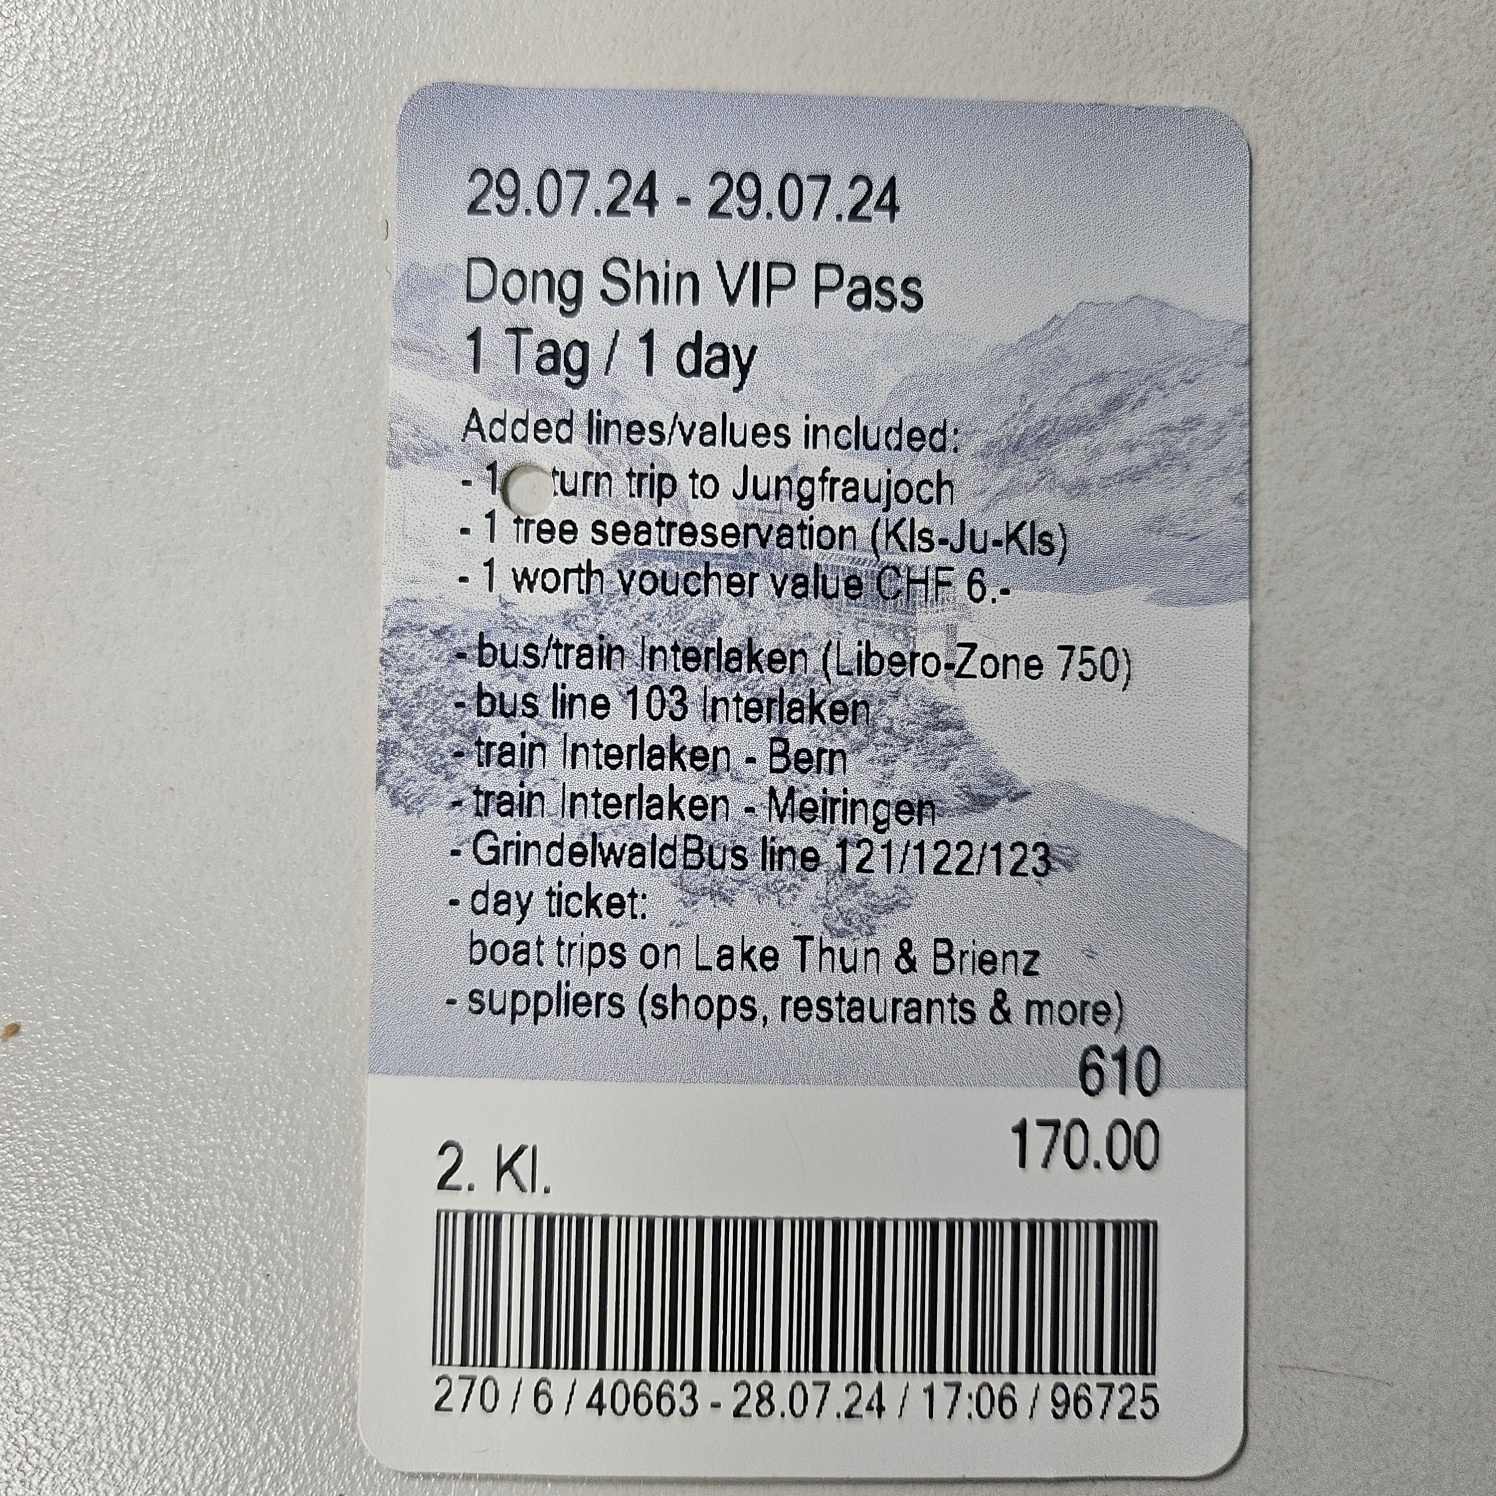 29.07.24 - 29.07.24
Dong Shin VIP Pass
1 Tag / 1 day
Added lines/values included:
- 1 turn trip to Jungfraujoch
- 1 free seatreservation (Kls-Ju-Kls)
- 1 worth voucher value CHF 6.-
- bus/train Interlaken (Libero-Zone 750)
- bus line 103 Interlaken
- train Interlaken - Bern
- train Interlaken - Meiringen
- GrindelwaldBus line 121/122/123
- day ticket:
boat trips on Lake Thun & Brienz
- suppliers (shops, restaurants & more)
610
170.00
2. Kl.
270 / 6 / 40663 - 28.07.24 / 17:06 / 96725